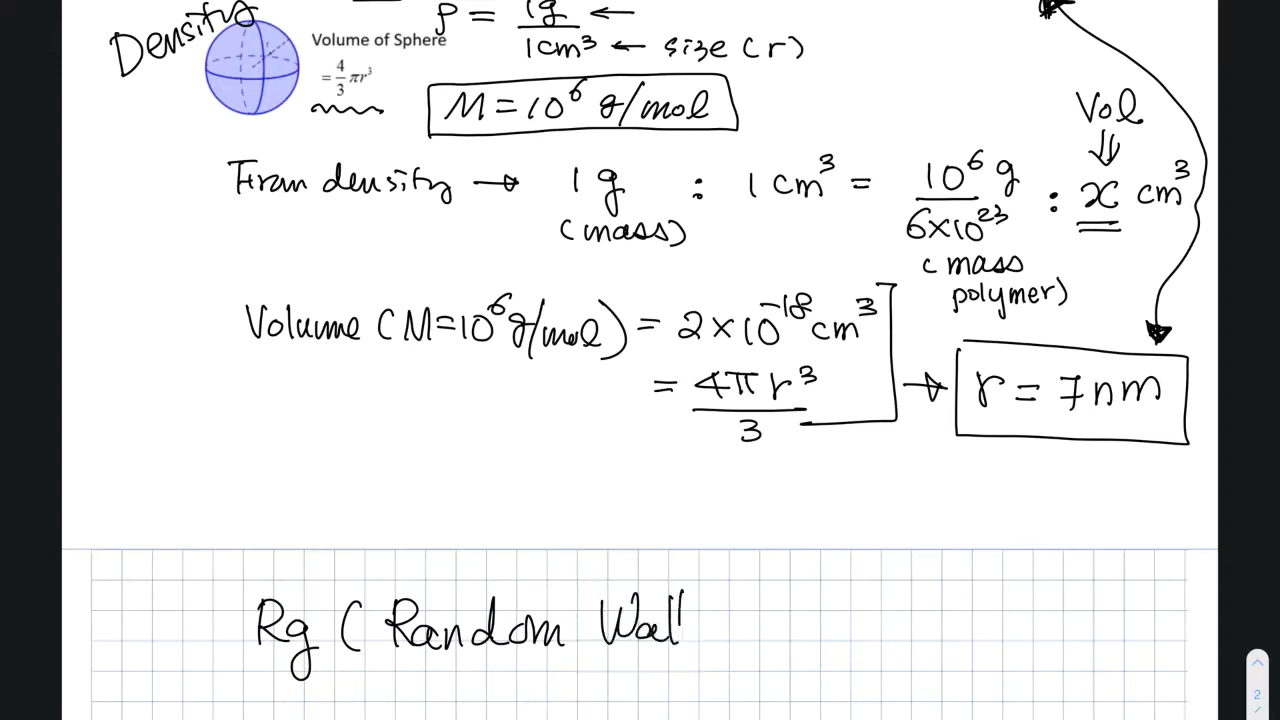 Density
ρ = 1g / 1cm³ ← size (r)
Volume of Sphere
= 4/3 πr³
M = 10⁶ g/mol
Vol
From density → 1 g : 1 cm³ = 10⁶ g / 6×10²³ : x cm³
(mass)
(mass
polymer)
Volume (M=10⁶ g/mol) = 2 × 10⁻¹⁸ cm³
= 4πr³ / 3 → r = 7nm
Rg (Random Wal
2